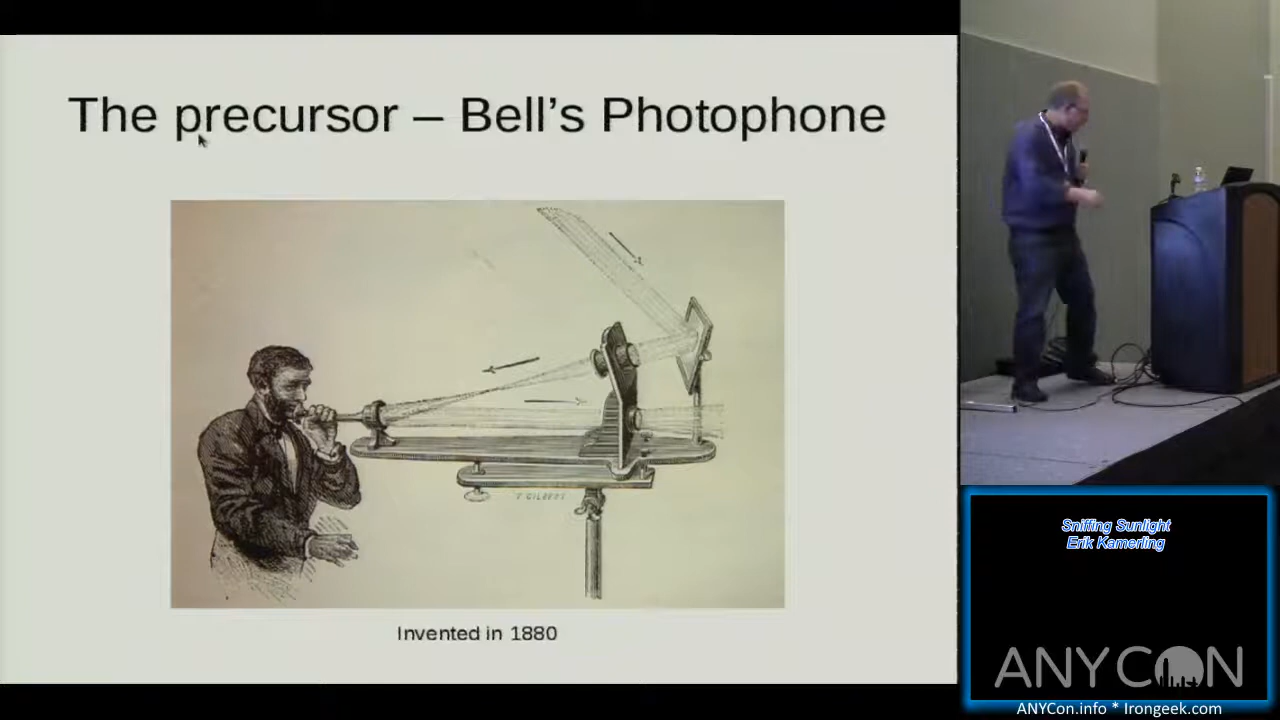 The precursor – Bell’s Photophone
Invented in 1880
Sniffing Sunlight
Erik Kamerling
ANYCON
ANYCon.info * Irongeek.com